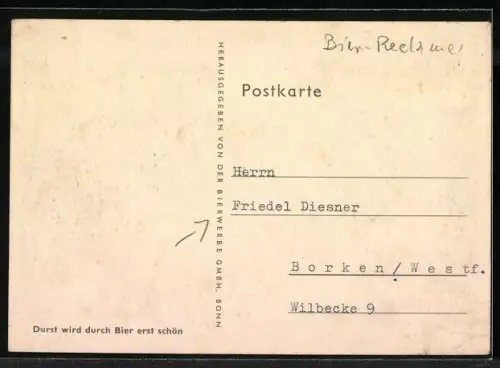 Bier-Reclame
Postkarte
HERAUSGEGEBEN VON DER BIERWERBE GMBH, BONN
Herrn
Friedel Diesner
Borken/Westf.
Wilbecke 9
Durst wird durch Bier erst schön